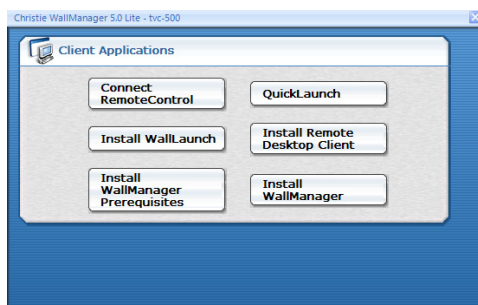 Christie WallManager 5.0 Lite - tvc-500
Client Applications
Connect
RemoteControl
QuickLaunch
Install WallLaunch
Install Remote
Desktop Client
Install
WallManager
Prerequisites
Install
WallManager